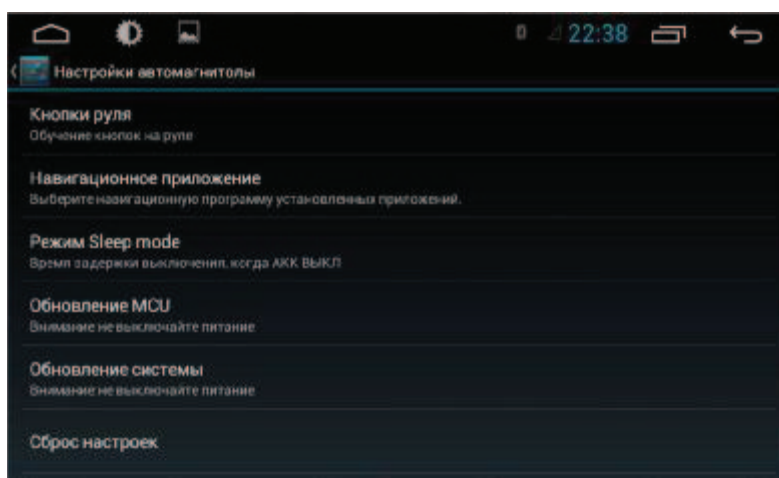 22:38
Настройки автомагнитолы
Кнопки руля
Обучение кнопок на руле
Навигационное приложение
Выберите навигационную программу установленных приложений.
Режим Sleep mode
Время задержки выключения, когда АКК ВЫКЛ
Обновление MCU
Внимание не выключайте питание
Обновление системы
Внимание не выключайте питание
Сброс настроек